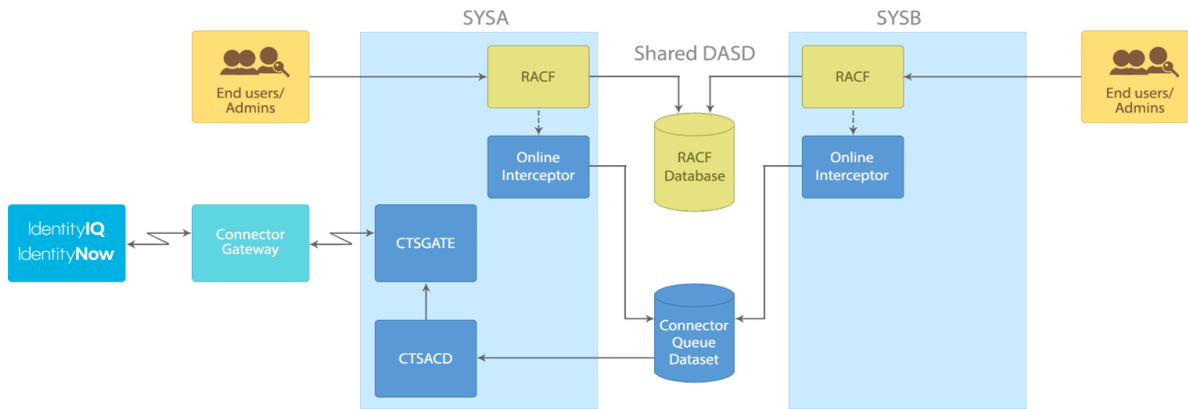 SYSA
SYSB
Shared DASD
End users/
Admins
RACF
RACF
End users/
Admins
Online
Interceptor
RACF
Database
Online
Interceptor
IdentityIQ
IdentityNow
Connector
Gateway
CTSGATE
CTSACD
Connector
Queue
Dataset